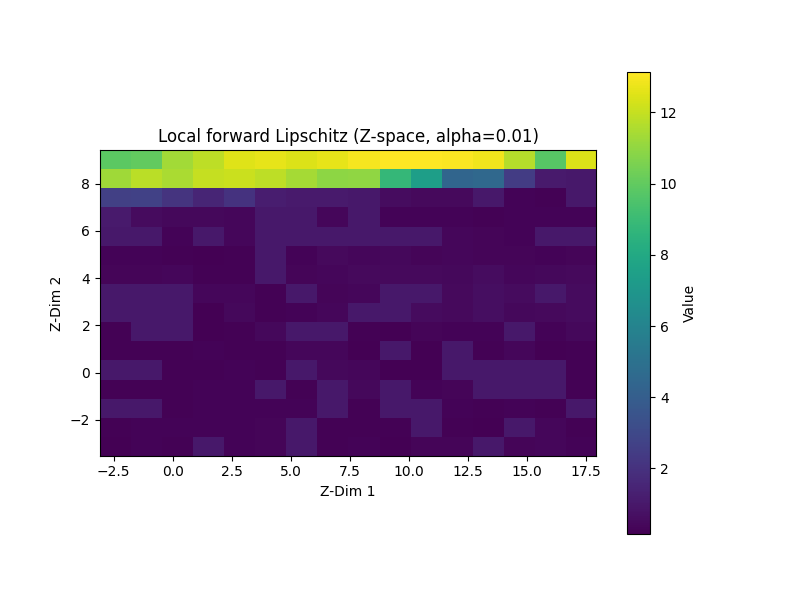 Local forward Lipschitz (Z-space, alpha=0.01)
12
10
8
6
4
2
Value
8
6
4
2
0
−2
Z-Dim 2
−2.5 0.0 2.5 5.0 7.5 10.0 12.5 15.0 17.5
Z-Dim 1